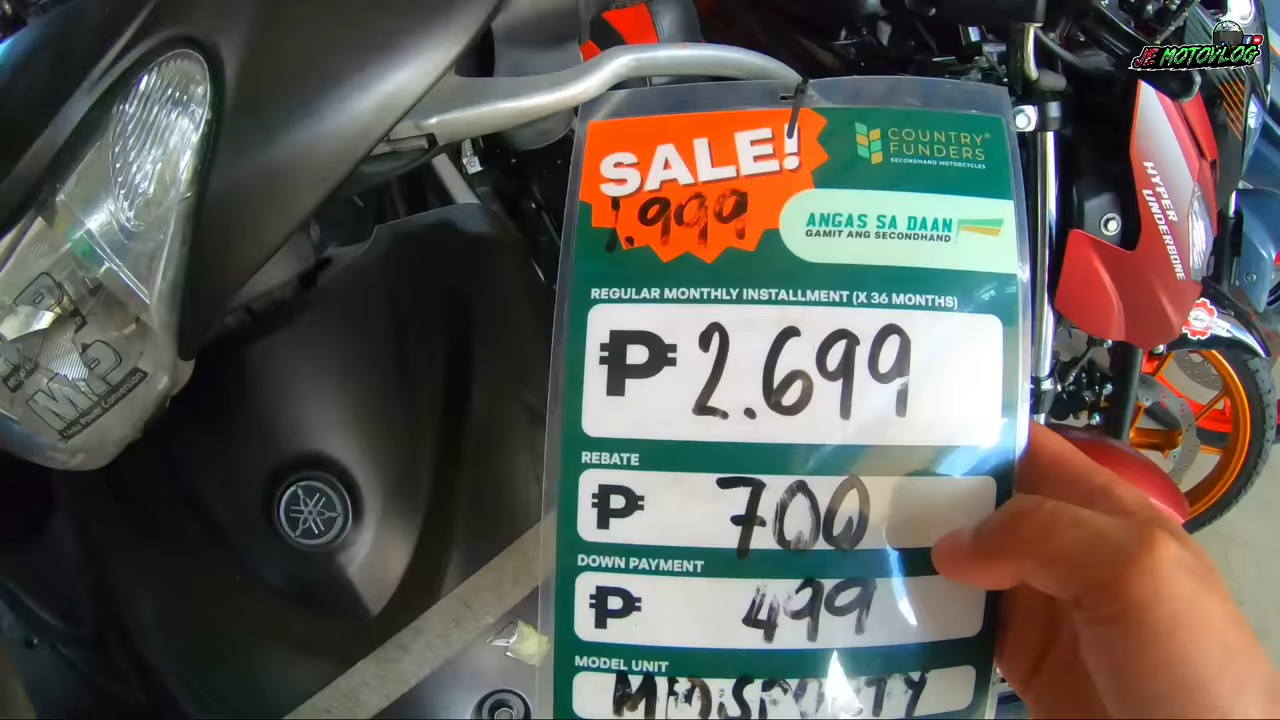 JE MOTOVLOG
SALE!
1.999
COUNTRY
FUNDERS
SECONDHAND MOTORCYCLES
ANGAS SA DAAN
GAMIT ANG SECONDHAND
REGULAR MONTHLY INSTALLMENT (X 36 MONTHS)
₱ 2.699
REBATE
₱ 700
DOWN PAYMENT
₱ 499
MODEL UNIT
HYPER
UNDERBONE